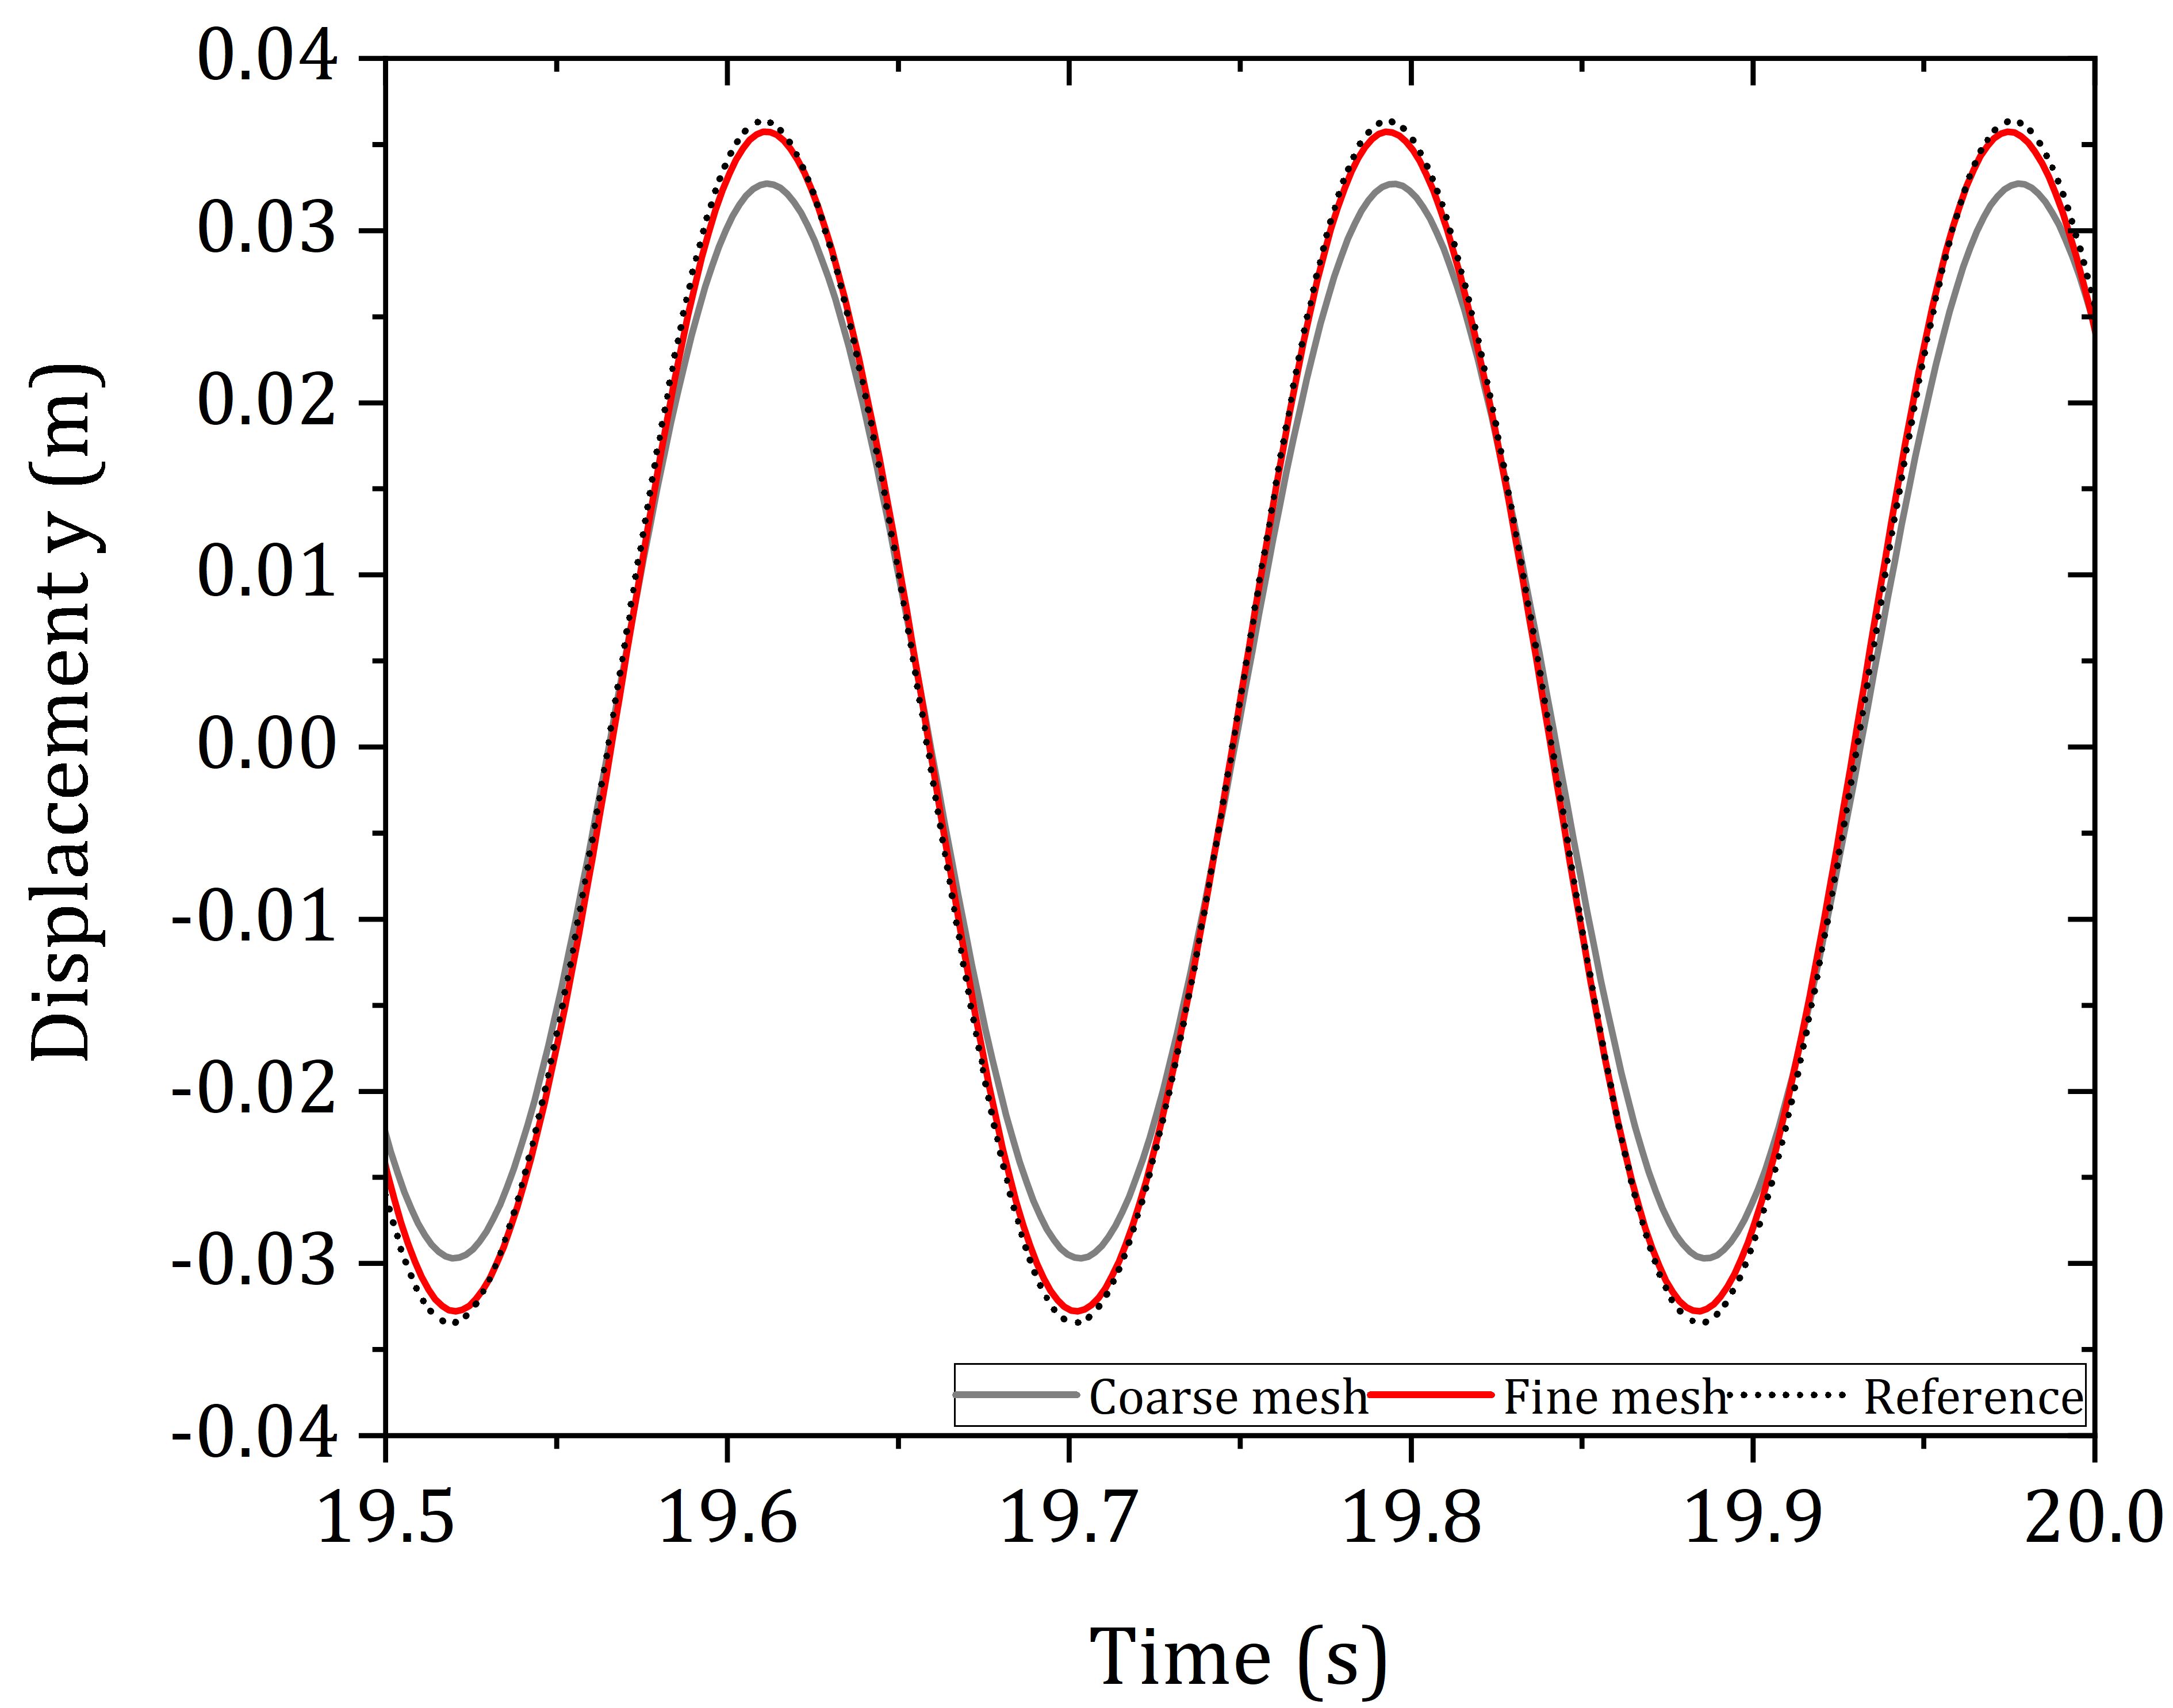 0.04
0.03
0.02
0.01
0.00
-0.01
-0.02
-0.03
-0.04
Displacement y (m)
Coarse mesh Fine mesh Reference
19.5 19.6 19.7 19.8 19.9 20.0
Time (s)